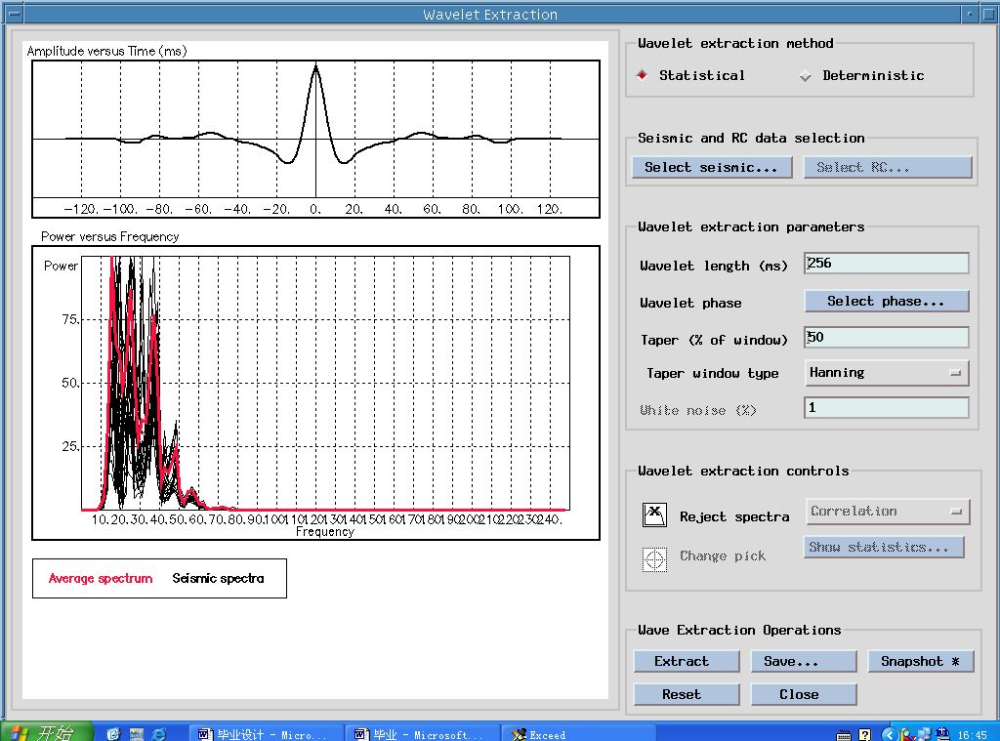 Wavelet Extraction
Amplitude versus Time (ms)
-120. -100. -80. -60. -40. -20. 0. 20. 40. 60. 80. 100. 120.
Power versus Frequency
Power
75.
50.
25.
10. 20. 30. 40. 50. 60. 70. 80. 90. 100. 110. 120. 130. 140. 150. 160. 170. 180. 190. 200. 210. 220. 230. 240.
Frequency
Average spectrum Seismic spectra
Wavelet extraction method
Statistical Deterministic
Seismic and RC data selection
Select seismic... Select RC...
Wavelet extraction parameters
Wavelet length (ms) 256
Wavelet phase Select phase...
Taper (% of window) 50
Taper window type Hanning
White noise (%) 1
Wavelet extraction controls
Reject spectra Correlation
Change pick Show statistics...
Wave Extraction Operations
Extract Save... Snapshot *
Reset Close
开始 毕业设计 - Micro... 毕业 - Microsoft... Exceed 16:45